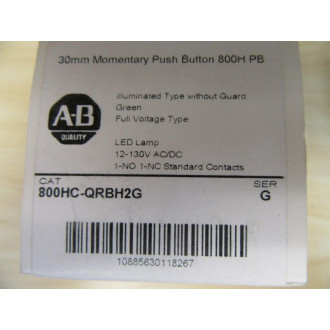 30mm Momentary Push Button 800H PB
Illuminated Type without Guard
Green
Full Voltage Type
A-B
QUALITY
LED Lamp
12-130V AC/DC
1-NO 1-NC Standard Contacts
CAT
SER
800HC-QRBH2G
G
10885630118267